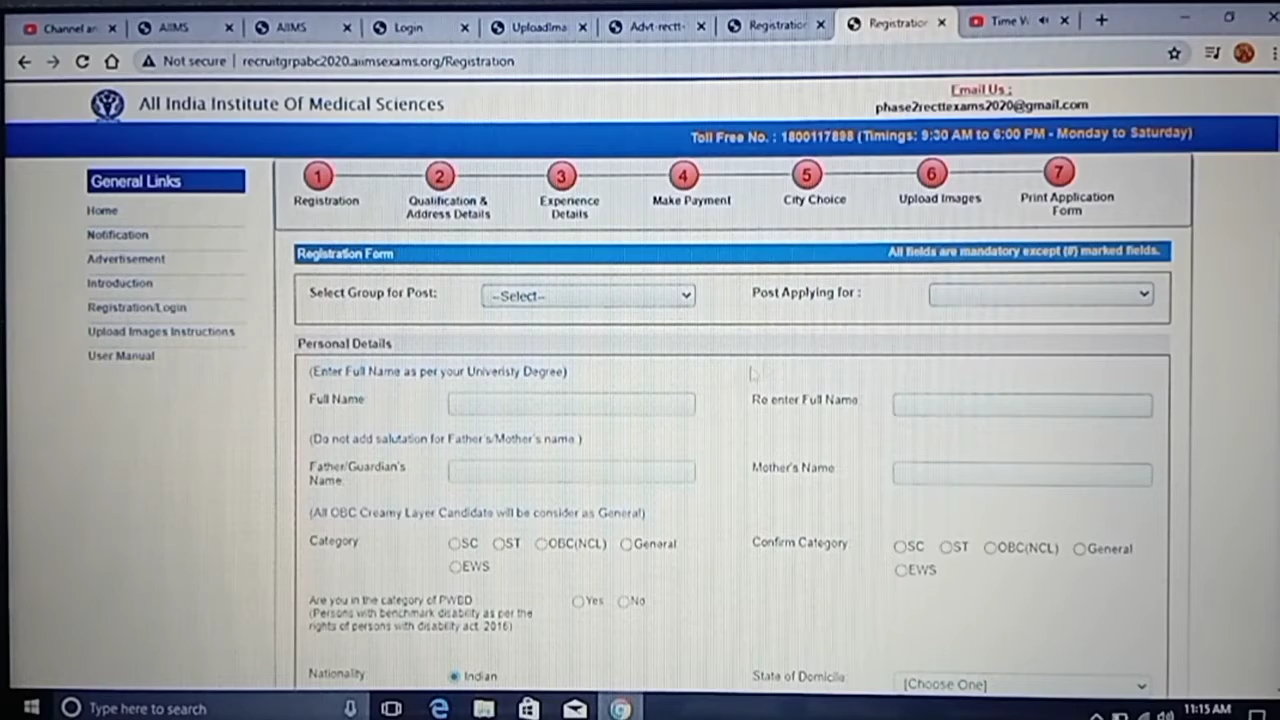 Channel an
AIIMS
AIIMS
Login
UploadIma
Advt-rectt-
Registration
Registration
Time W
Not secure | recruitgrpabc2020.aiimsexams.org/Registration
All India Institute Of Medical Sciences
Email Us :
phase2recttexams2020@gmail.com
Toll Free No. : 1800117898 (Timings: 9:30 AM to 6:00 PM - Monday to Saturday)
General Links
Home
Notification
Advertisement
Introduction
Registration/Login
Upload Images Instructions
User Manual
1 2 3 4 5 6 7
Registration
Qualification &
Address Details
Experience
Details
Make Payment
City Choice
Upload Images
Print Application
Form
Registration Form
All fields are mandatory except (#) marked fields.
Select Group for Post:
--Select--
Post Applying for :
Personal Details
(Enter Full Name as per your Univeristy Degree)
Full Name
Re enter Full Name
(Do not add salutation for Father's/Mother's name )
Father/Guardian's
Name
Mother's Name
(All OBC Creamy Layer Candidate will be consider as General)
Category
SC ST OBC(NCL) General
EWS
Confirm Category
SC ST OBC(NCL) General
EWS
Are you in the category of PWBD
(Persons with benchmark disability as per the
rights of persons with disability act, 2016)
Yes No
Nationality
Indian
State of Domicile
[Choose One]
Type here to search
11:15 AM